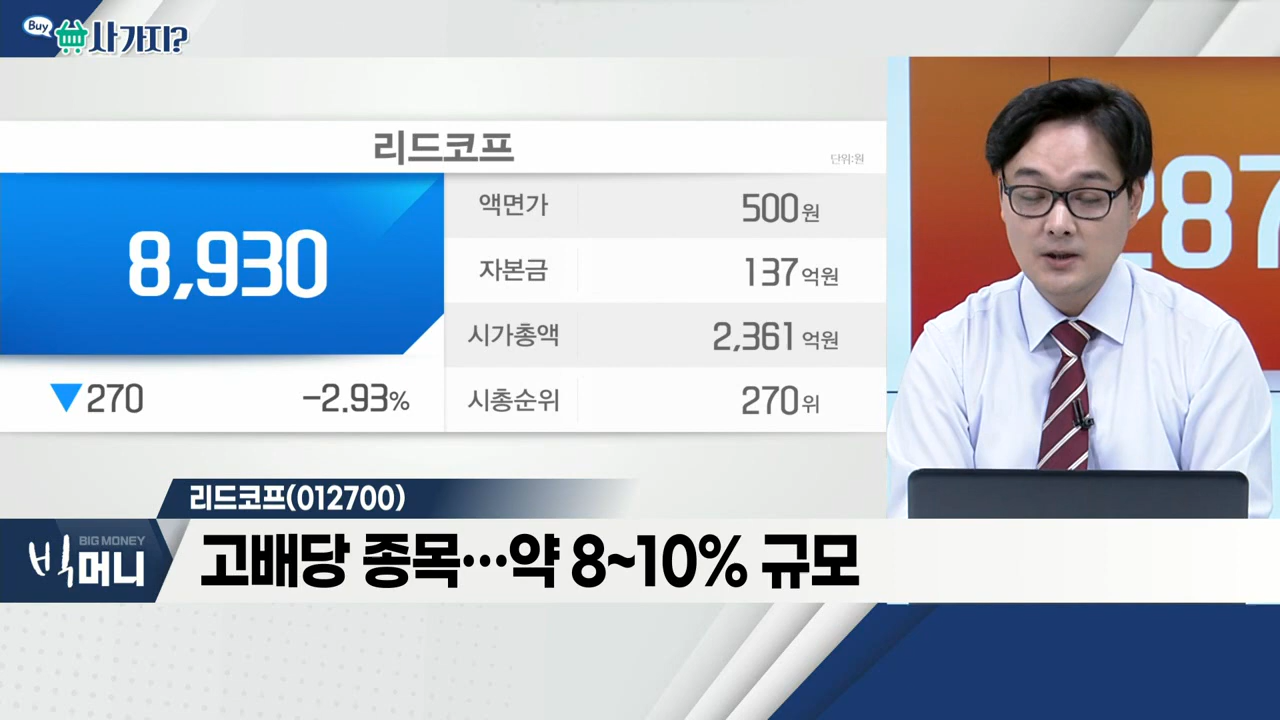 Buy
사가지?
리드코프
단위:원
8,930
▼270 -2.93%
액면가 500원
자본금 137억원
시가총액 2,361억원
시총순위 270위
287
리드코프(012700)
BIG MONEY
빅머니
고배당 종목…약 8~10% 규모